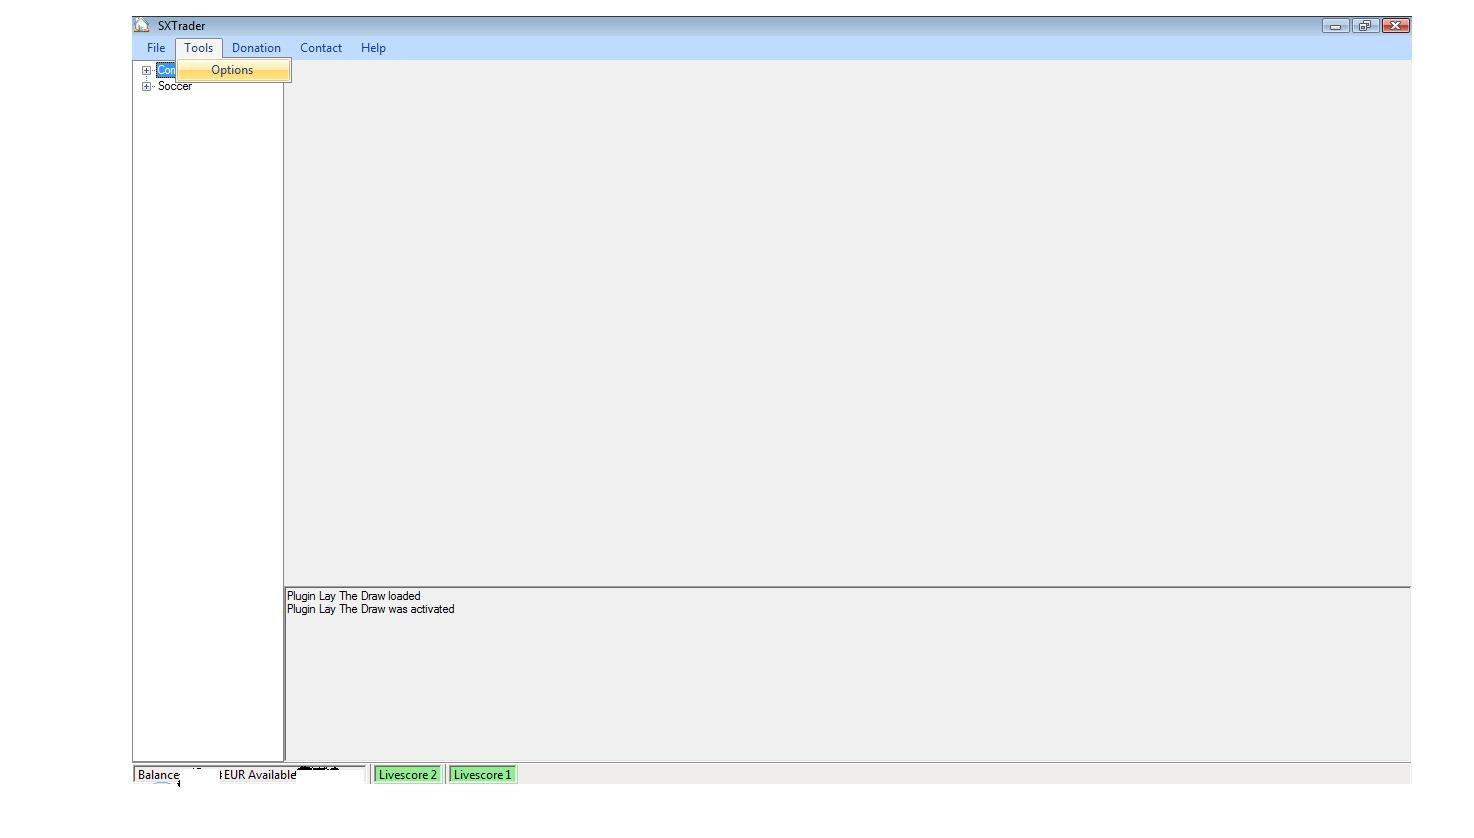 SXTrader
File Tools Donation Contact Help
Options
Soccer
Plugin Lay The Draw loaded
Plugin Lay The Draw was activated
Balance EUR Available Livescore 2 Livescore 1